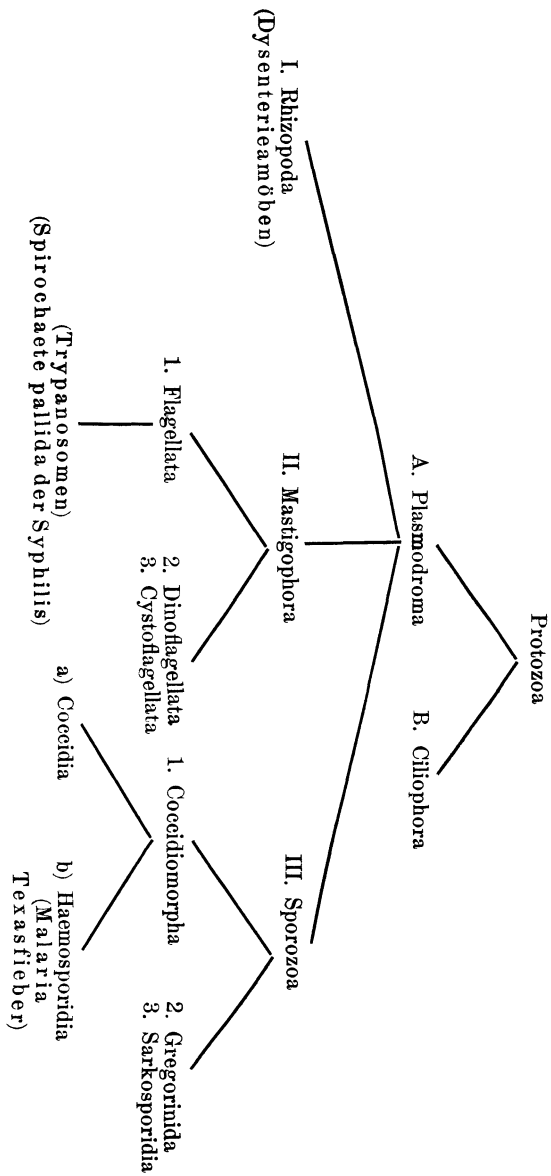 Protozoa
A. Plasmodroma
B. Ciliophora
I. Rhizopoda
(Dysenterieamöben)
II. Mastigophora
III. Sporozoa
1. Flagellata
2. Dinoflagellata
3. Cystoflagellata
1. Coccidiomorpha
2. Gregorinida
3. Sarkosporidia
(Trypanosomen)
(Spirochaete pallida der Syphilis)
a) Coccidia
b) Haemosporidia
(Malaria
Texasfieber)